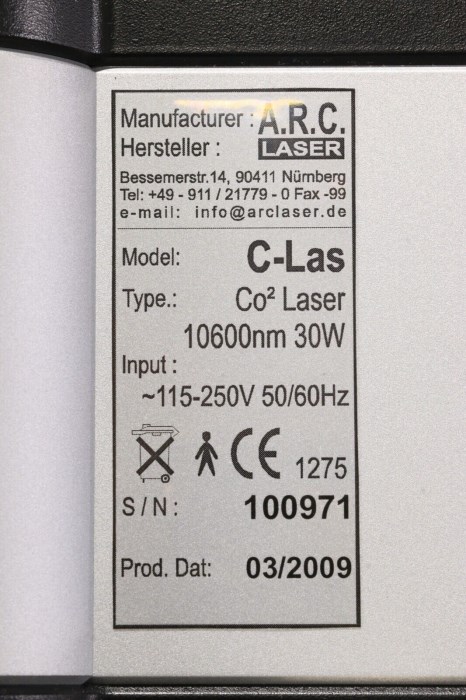 Manufacturer : A.R.C.
Hersteller : LASER
Bessemerstr.14, 90411 Nürnberg
Tel: +49 - 911 / 21779 - 0 Fax -99
e-mail: info@arclaser.de
Model: C-Las
Type.: Co² Laser
10600nm 30W
Input :
~115-250V 50/60Hz
CE 1275
S/N: 100971
Prod. Dat: 03/2009